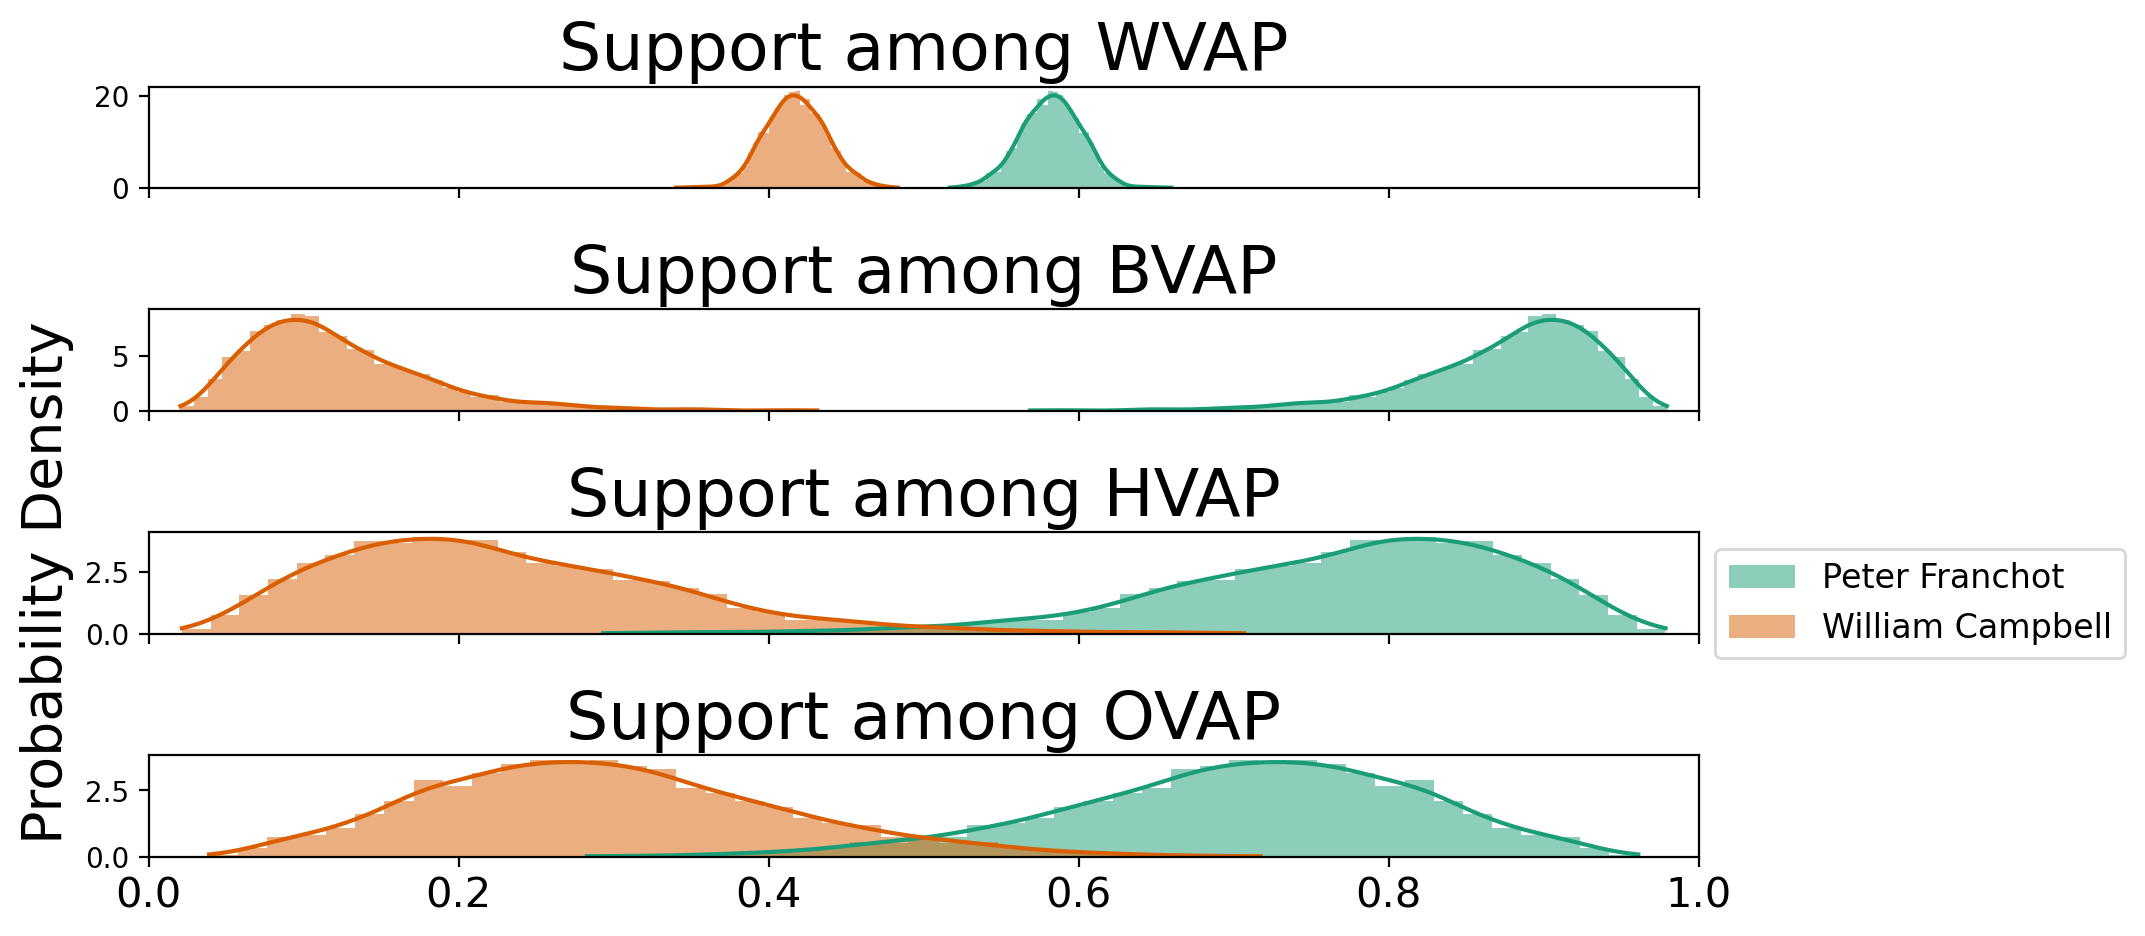 Support among WVAP
20
0
Support among BVAP
5
0
Support among HVAP
2.5
0.0
Support among OVAP
2.5
0.0
0.0 0.2 0.4 0.6 0.8 1.0
Probability Density
Peter Franchot
William Campbell